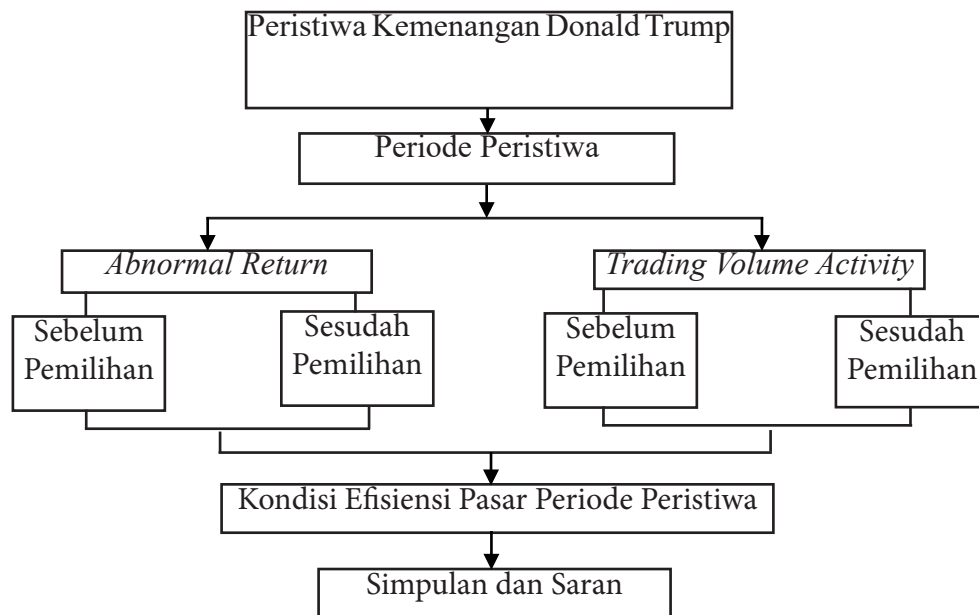 Peristiwa Kemenangan Donald Trump
Periode Peristiwa
Abnormal Return
Trading Volume Activity
Sebelum
Pemilihan
Sesudah
Pemilihan
Sebelum
Pemilihan
Sesudah
Pemilihan
Kondisi Efisiensi Pasar Periode Peristiwa
Simpulan dan Saran